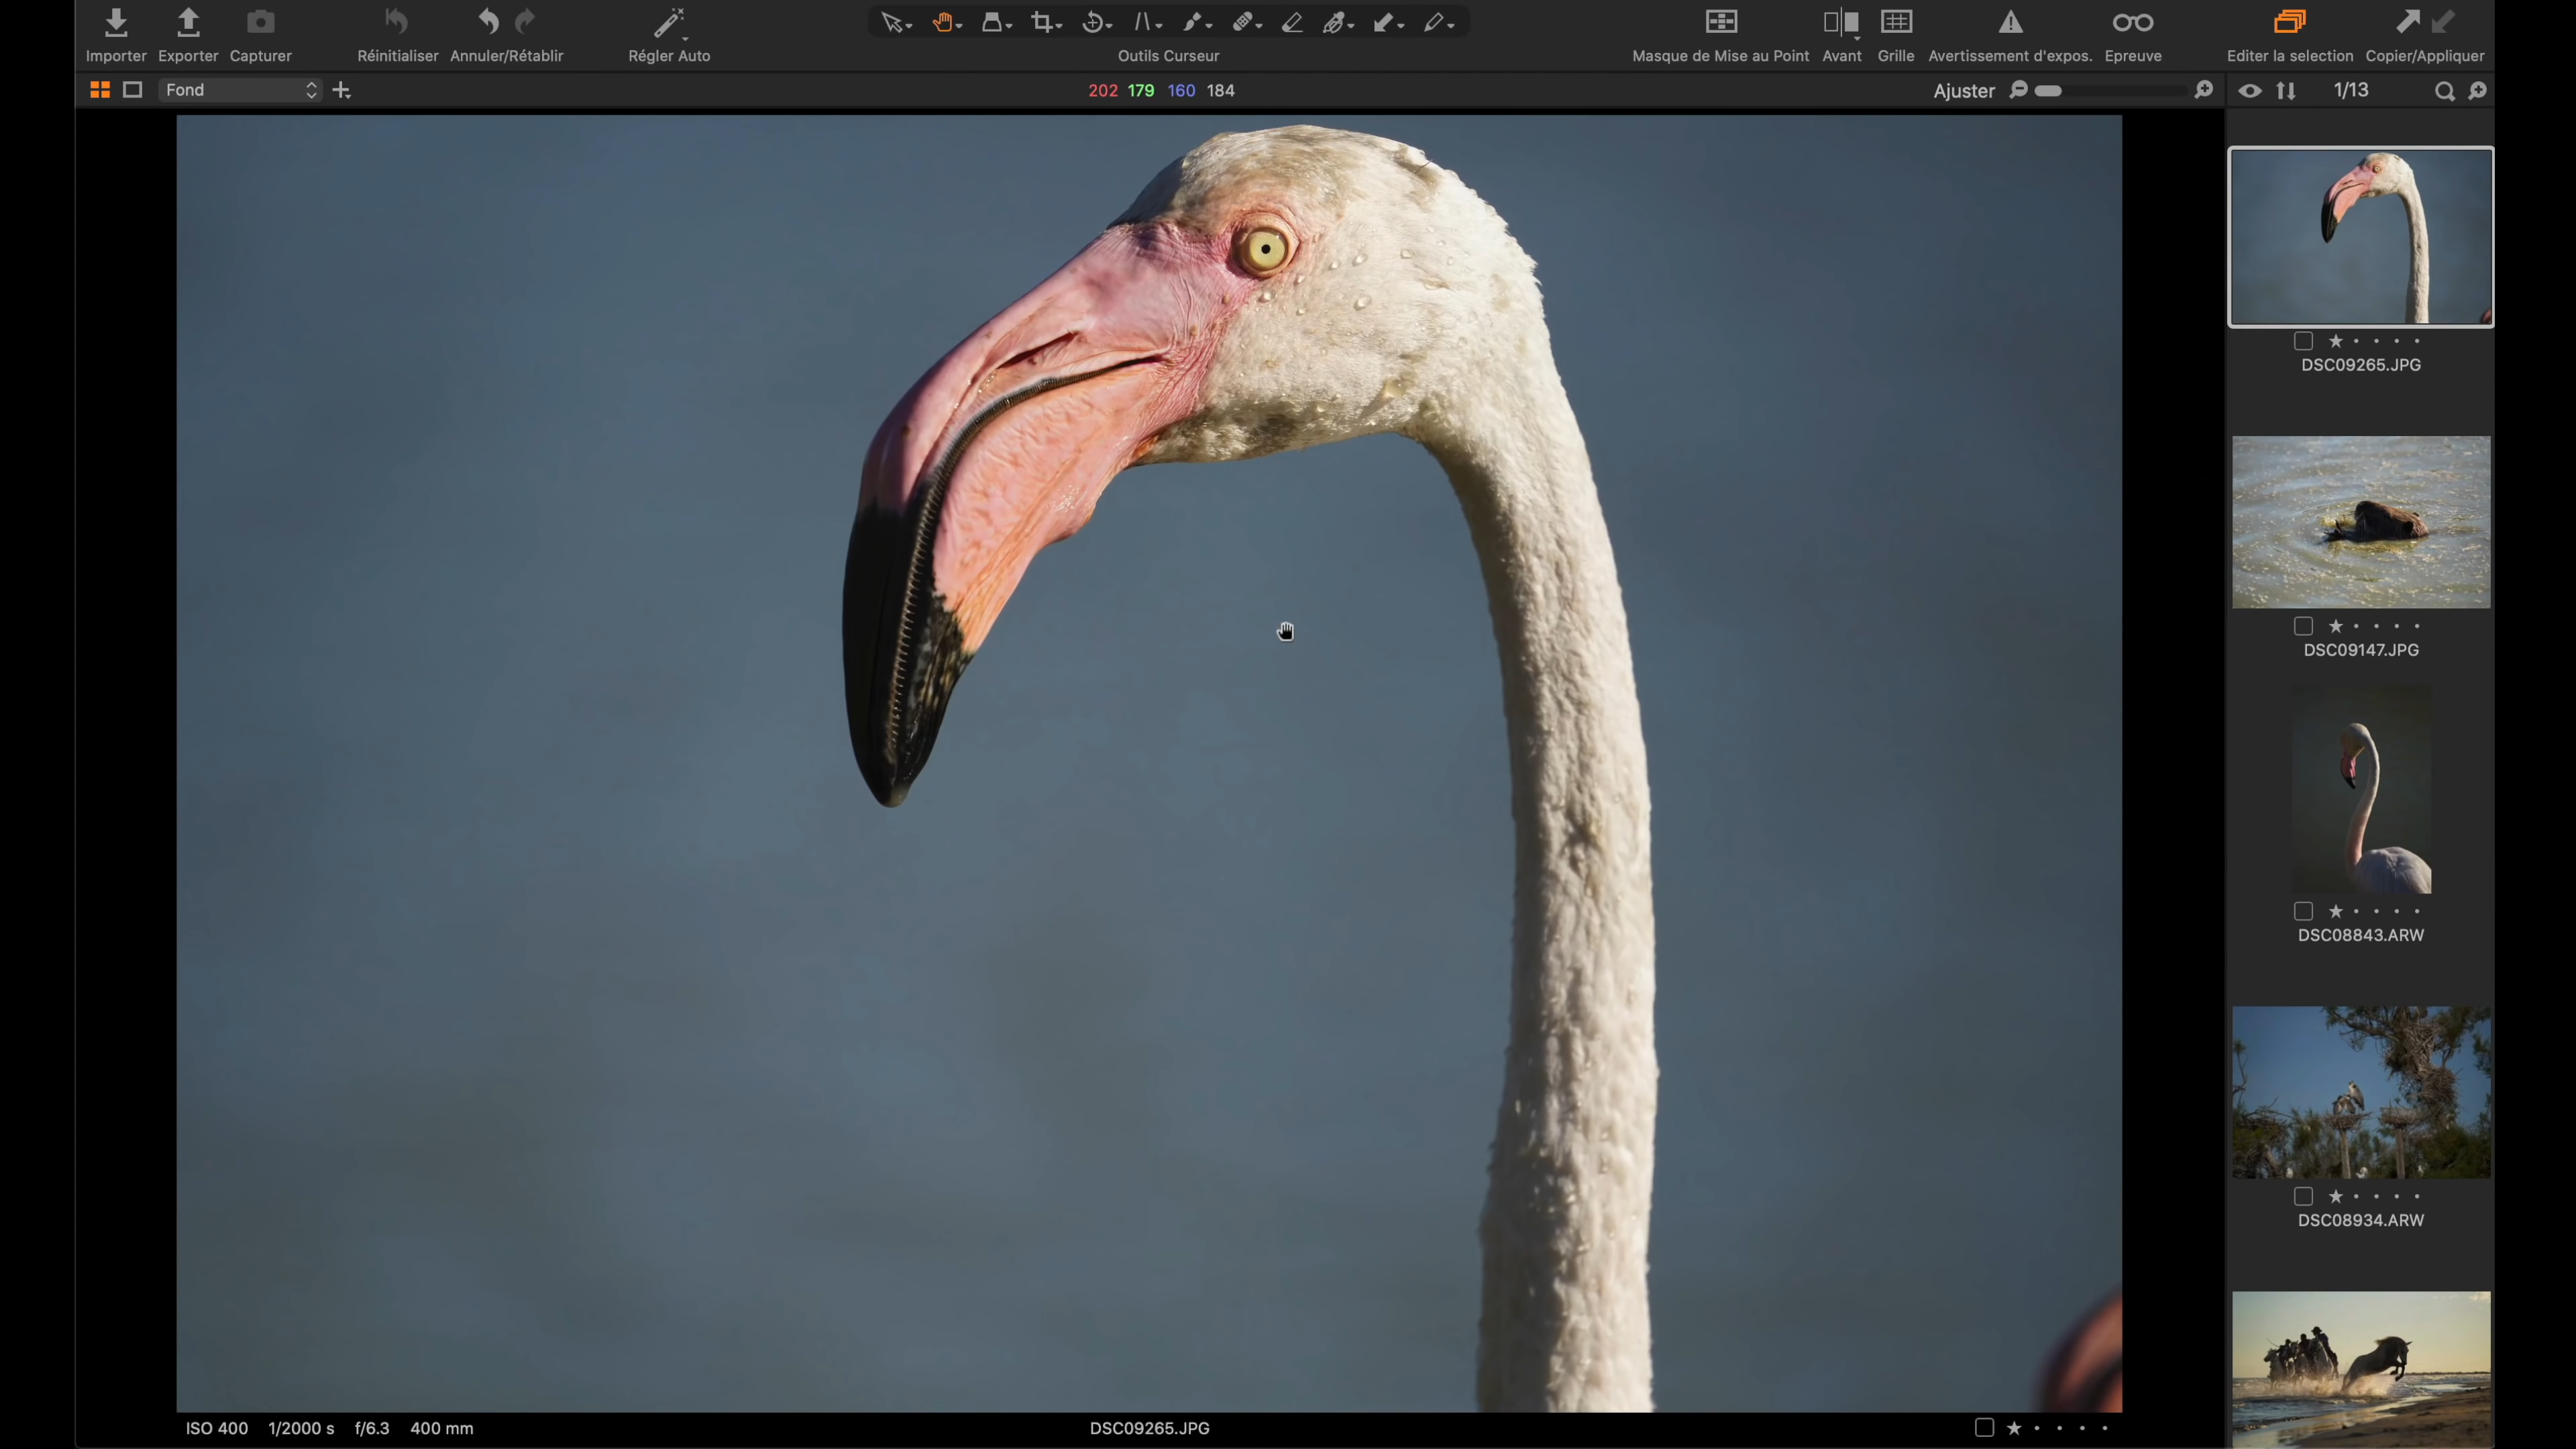 Importer Exporter Capturer Réinitialiser Annuler/Rétablir Régler Auto Outils Curseur Masque de Mise au Point Avant Grille Avertissement d'expos. Epreuve Editer la selection Copier/Appliquer
Fond 202 179 160 184 Ajuster 1/13
DSC09265.JPG
DSC09147.JPG
DSC08843.ARW
DSC08934.ARW
ISO 400 1/2000 s f/6.3 400 mm DSC09265.JPG